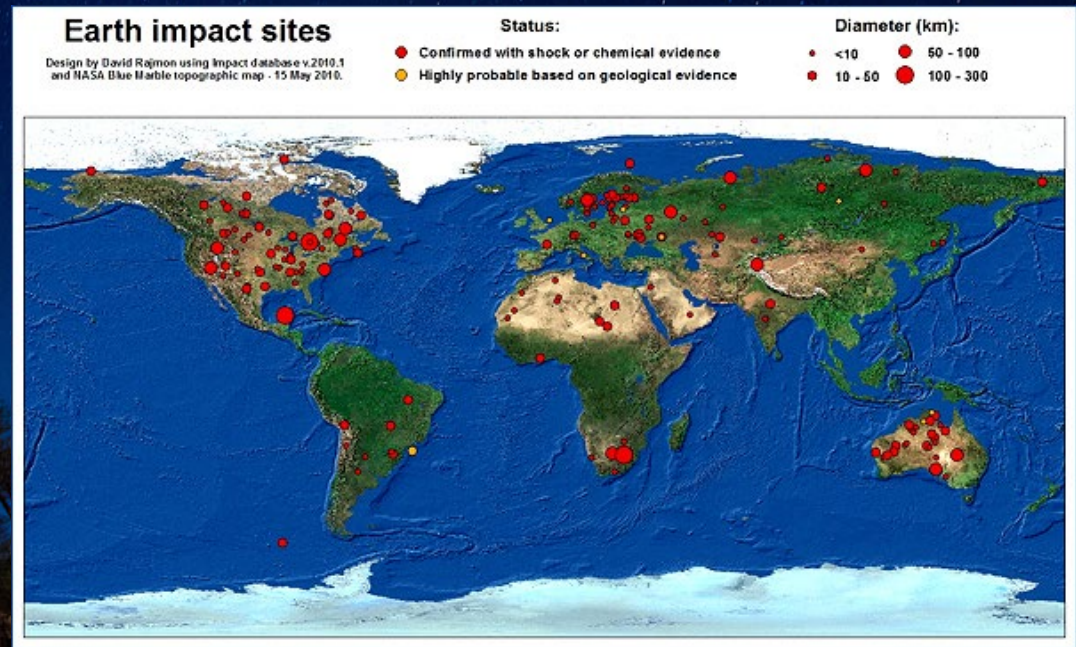 Earth impact sites
Design by David Rajmon using Impact database v.2010.1
and NASA Blue Marble topographic map - 15 May 2010.
Status:
Confirmed with shock or chemical evidence
Highly probable based on geological evidence
Diameter (km):
<10
10 - 50
50 - 100
100 - 300